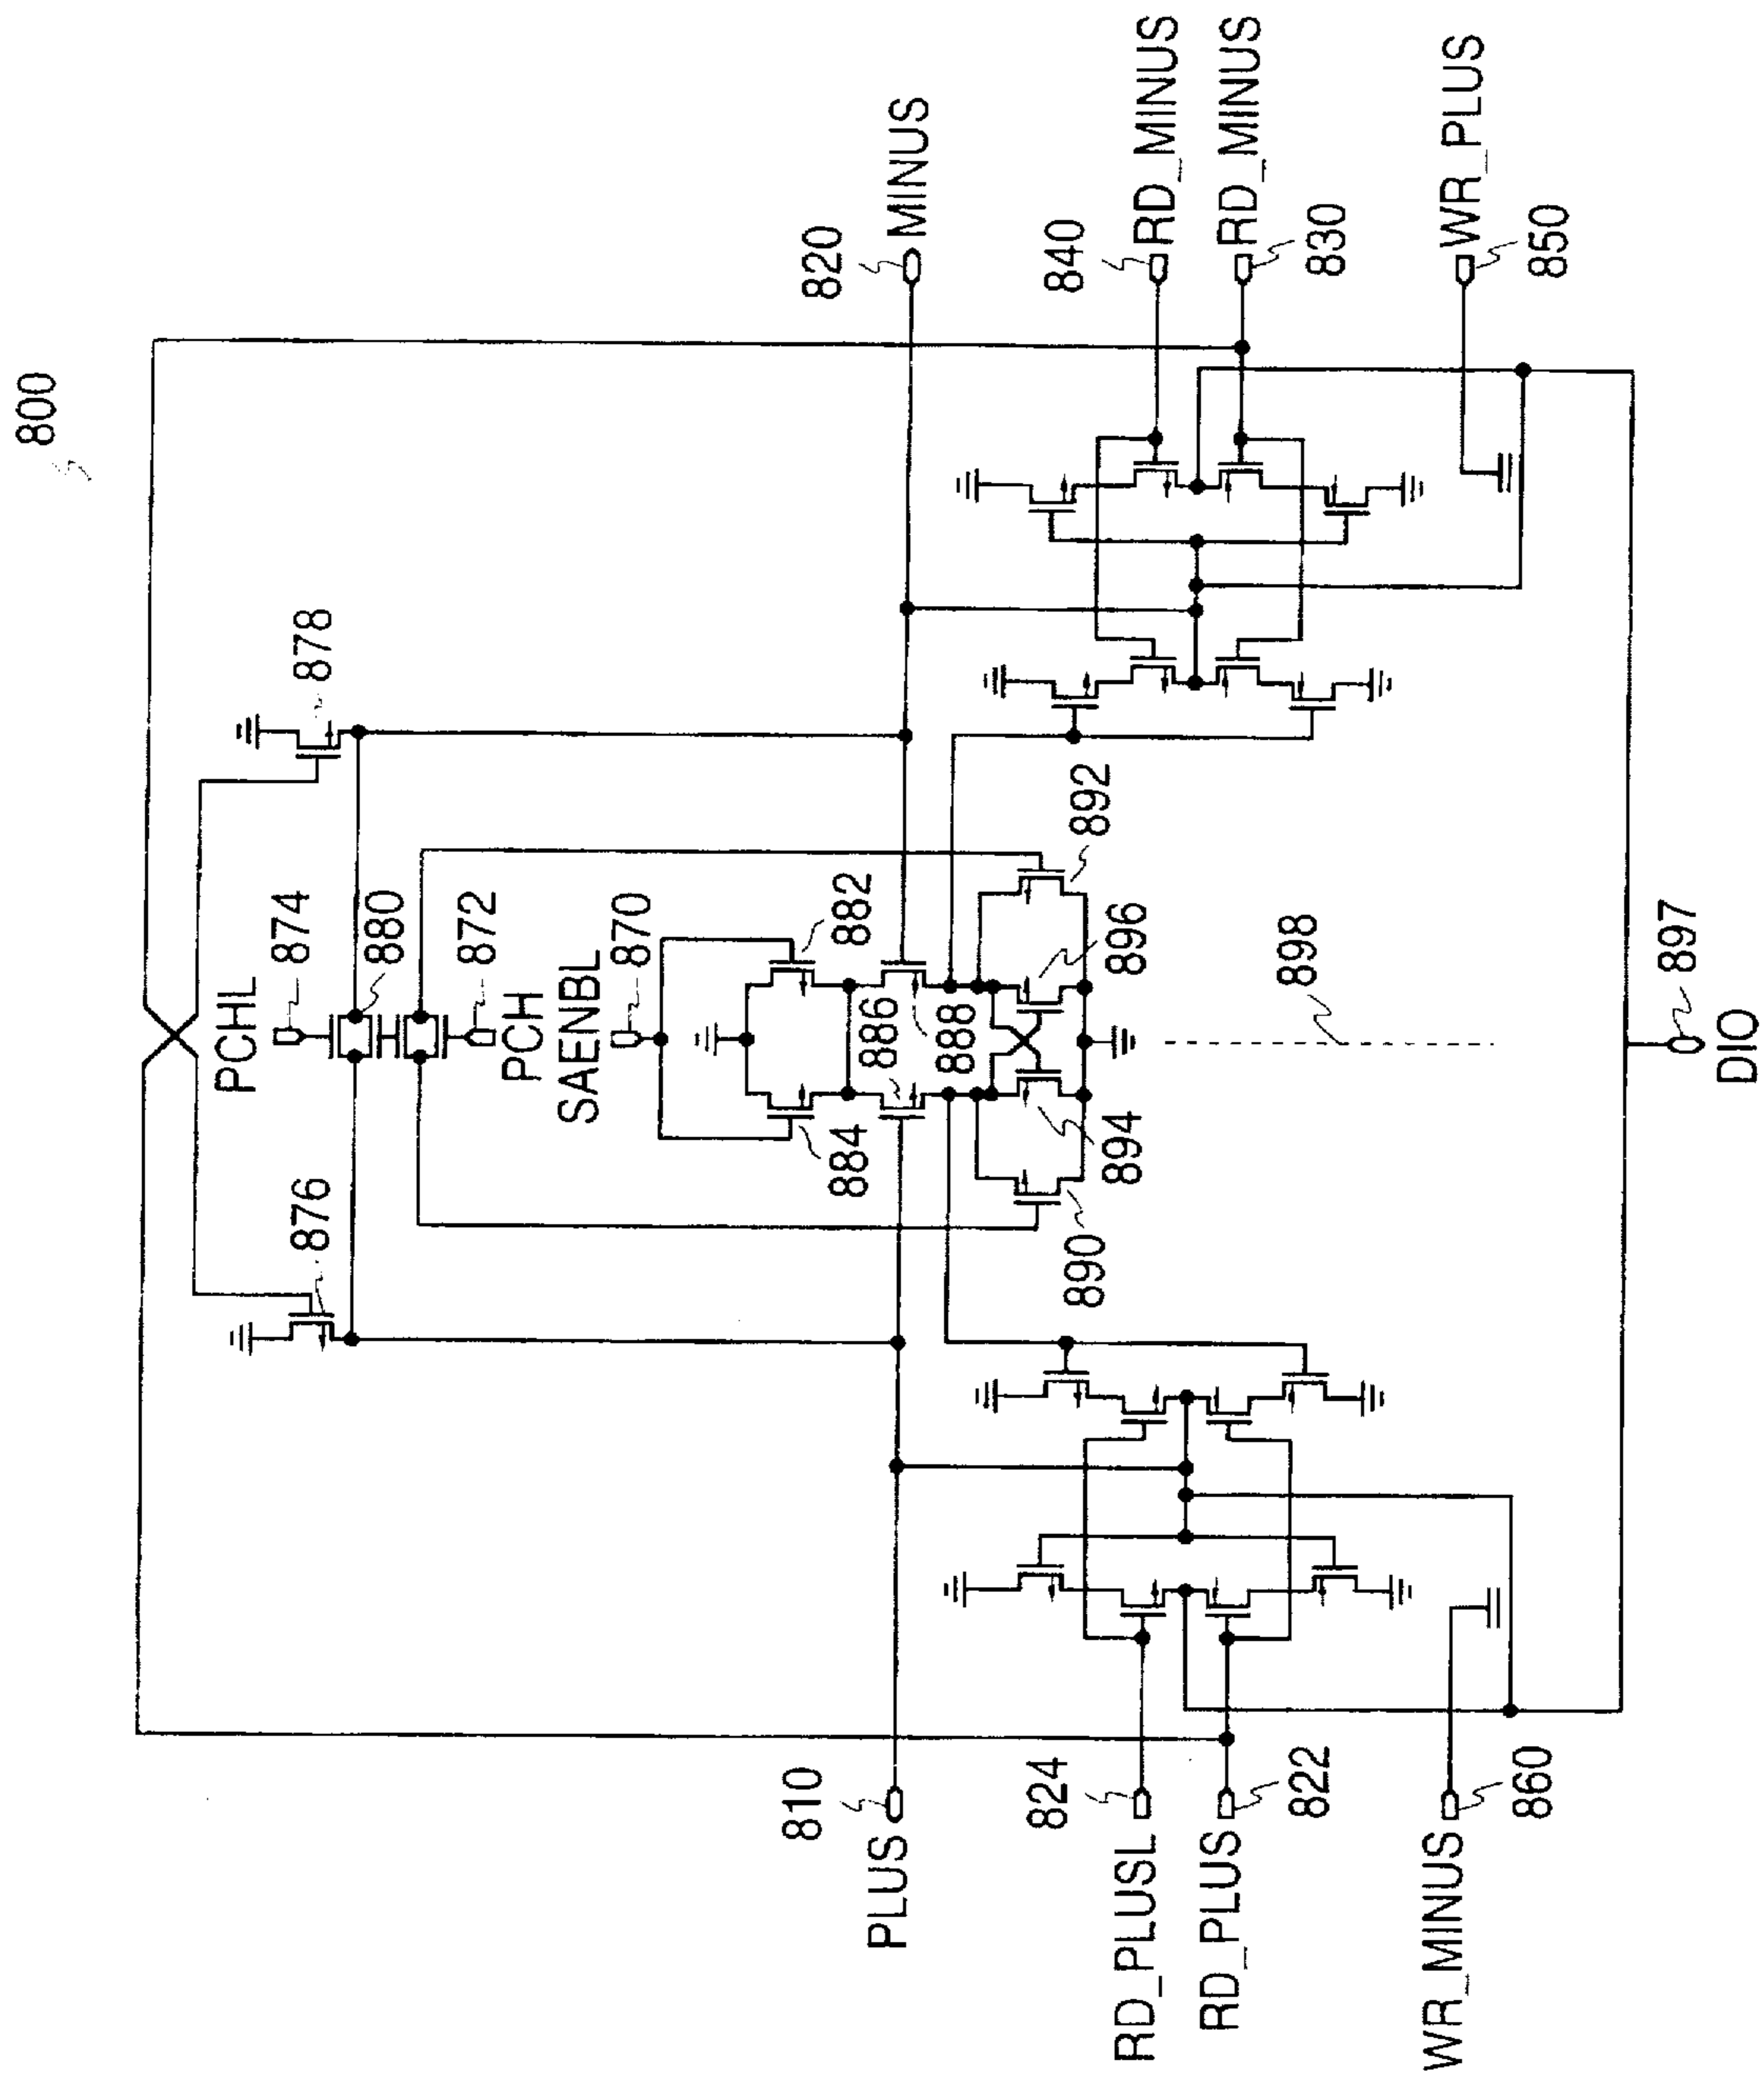 800
PCHL
874
876
878
880
872
PCH
SAENBL
870
882
884
886
888
892
890
894
896
898
810
PLUS
820
MINUS
824
RD_PLUSL
822
RD_PLUS
860
WR_MINUS
840
RD_MINUS
RD_MINUS
830
WR_PLUS
850
897
DIO